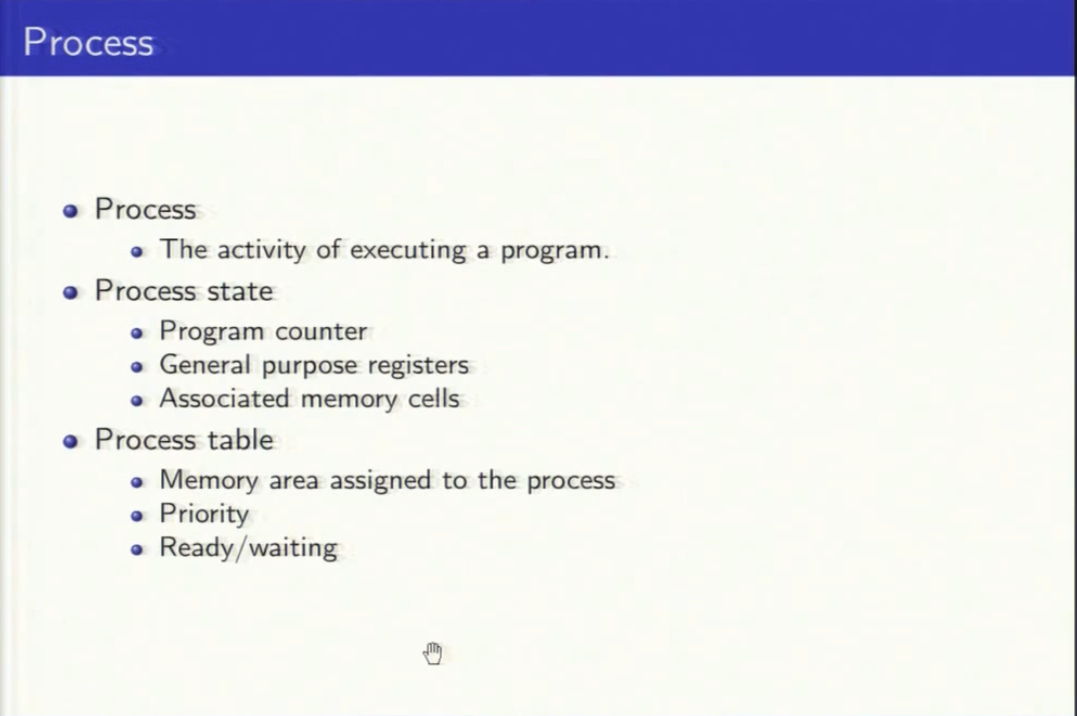 Process
Process
The activity of executing a program.
Process state
Program counter
General purpose registers
Associated memory cells
Process table
Memory area assigned to the process
Priority
Ready/waiting